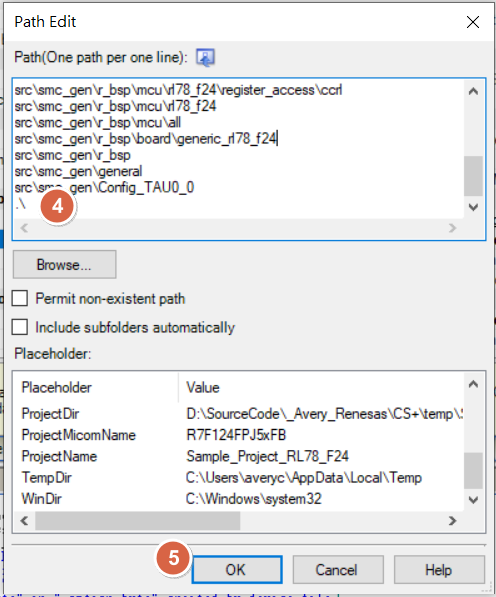 Path Edit
Path(One path per one line):
src\smc_gen\r_bsp\mcu\rl78_f24\register_access\ccrl
src\smc_gen\r_bsp\mcu\rl78_f24
src\smc_gen\r_bsp\mcu\all
src\smc_gen\r_bsp\board\generic_rl78_f24
src\smc_gen\r_bsp
src\smc_gen\general
src\smc_gen\Config_TAU0_0
.\
4
Browse...
Permit non-existent path
Include subfolders automatically
Placeholder:
Placeholder Value
ProjectDir D:\SourceCode\_Avery_Renesas\CS+\temp\
ProjectMicomName R7F124FPJ5xFB
ProjectName Sample_Project_RL78_F24
TempDir C:\Users\averyc\AppData\Local\Temp
WinDir C:\Windows\system32
5
OK Cancel Help